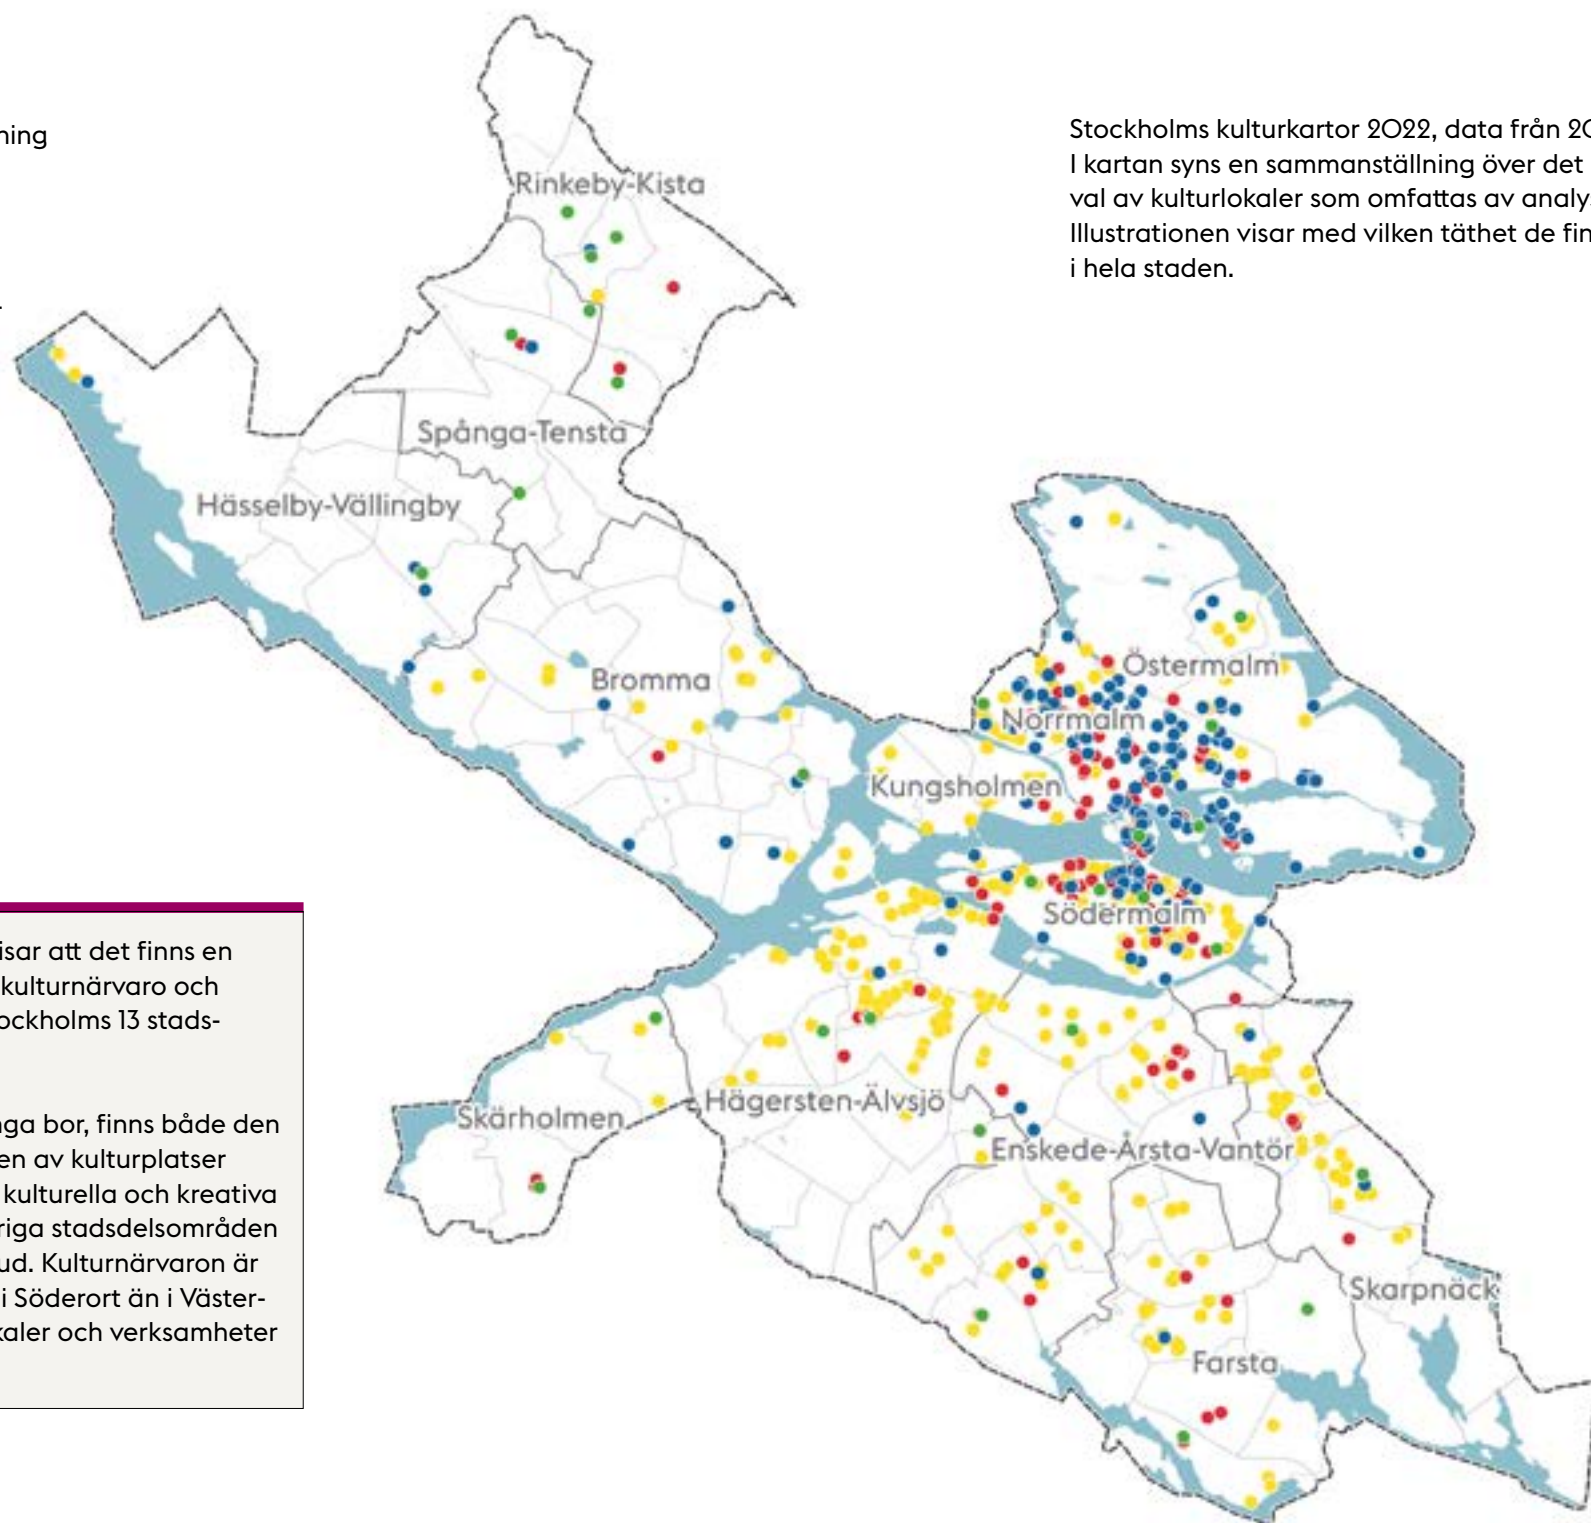 ning
Stockholms kulturkartor 2022, data från
I kartan syns en sammanställning över det
val av kulturlokaler som omfattas av
Illustrationen visar med vilken täthet de
i hela staden.
Rinkeby-Kista
Spånga-Tensta
Hässelby-Vällingby
Bromma
Östermalm
Norrmalm
Kungsholmen
Södermalm
Skärholmen
Hägersten-Älvsjö
Enskede-Årsta-Vantör
Skarpnäck
Farsta
isar att det finns en
kulturnärvaro och
ockholms 13 stads-
nga bor, finns både den
en av kulturplatser
kulturella och kreativa
riga stadsdelsområden
ud. Kulturnärvaron är
i Söderort än i Väster-
kaler och verksamheter